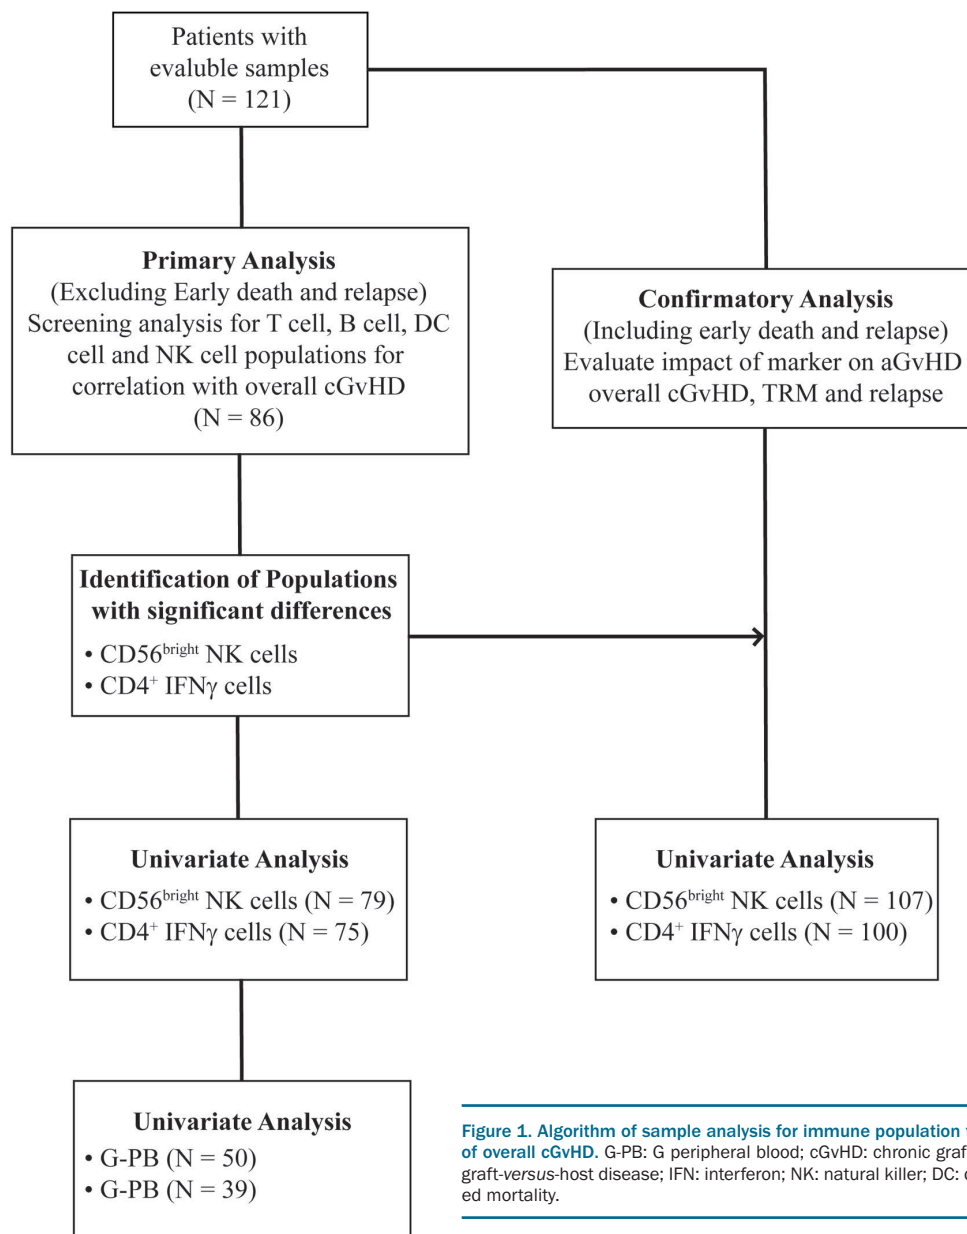 Patients with
evaluble samples
(N = 121)
Primary Analysis
(Excluding Early death and relapse)
Screening analysis for T cell, B cell, DC
cell and NK cell populations for
correlation with overall cGvHD
(N = 86)
Confirmatory Analysis
(Including early death and relapse)
Evaluate impact of marker on aGvHD
overall cGvHD, TRM and relapse
Identification of Populations
with significant differences
• CD56bright NK cells
• CD4+ IFNγ cells
Univariate Analysis
• CD56bright NK cells (N = 79)
• CD4+ IFNγ cells (N = 75)
Univariate Analysis
• CD56bright NK cells (N = 107)
• CD4+ IFNγ cells (N = 100)
Univariate Analysis
• G-PB (N = 50)
• G-PB (N = 39)
Figure 1. Algorithm of sample analysis for immune population
of overall cGvHD. G-PB: G peripheral blood; cGvHD: chronic graf
graft-versus-host disease; IFN: interferon; NK: natural killer; DC:
ed mortality.